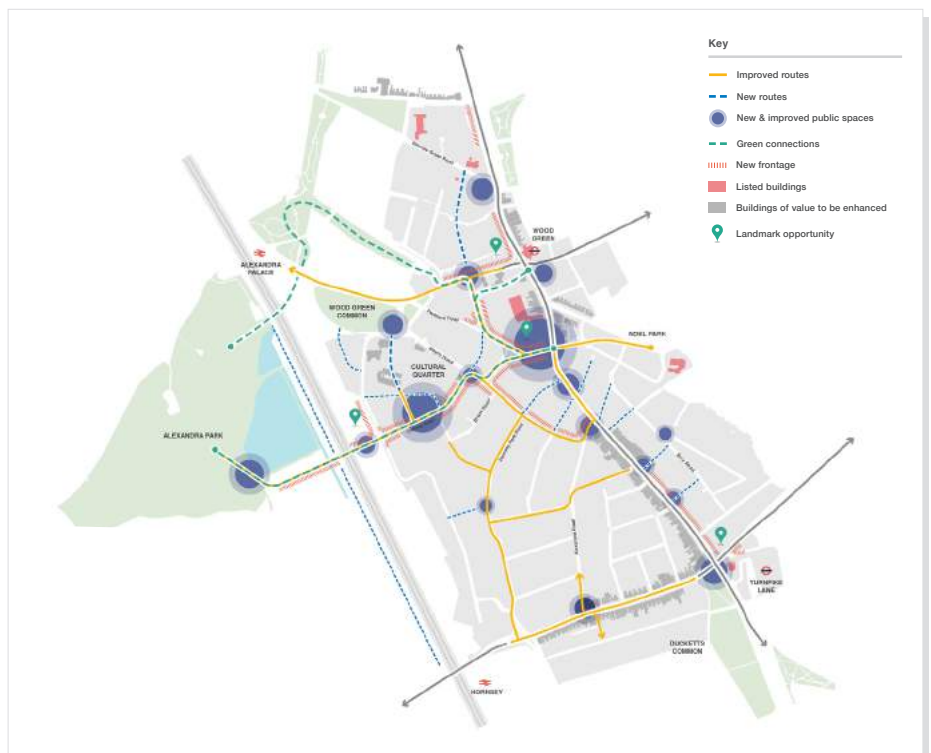 Key
Improved routes
New routes
New & improved public spaces
Green connections
New frontage
Listed buildings
Buildings of value to be enhanced
Landmark opportunity
WOOD
GREEN
ALEXANDRA
PALACE
WOOD GREEN
COMMON
CULTURAL
QUARTER
ALEXANDRA PARK
TURNPIKE
LANE
DUCKETTS
COMMON
HORNSEY